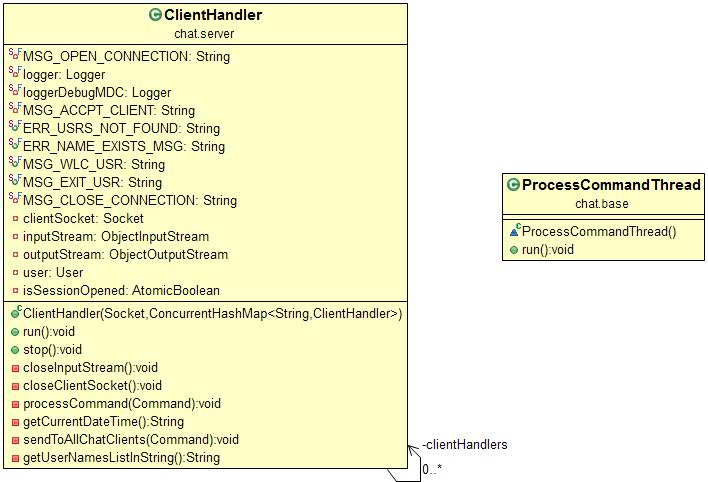 ClientHandler
chat.server
MSG_OPEN_CONNECTION: String
logger: Logger
loggerDebugMDC: Logger
MSG_ACCPT_CLIENT: String
ERR_USRS_NOT_FOUND: String
ERR_NAME_EXISTS_MSG: String
MSG_WLC_USR: String
MSG_EXIT_USR: String
MSG_CLOSE_CONNECTION: String
clientSocket: Socket
inputStream: ObjectInputStream
outputStream: ObjectOutputStream
user: User
isSessionOpened: AtomicBoolean
ClientHandler(Socket,ConcurrentHashMap<String,ClientHandler>)
run():void
stop():void
closeInputStream():void
closeClientSocket():void
processCommand(Command):void
getCurrentDateTime():String
sendToAllChatClients(Command):void
getUserNamesListInString():String
-clientHandlers
0..*
ProcessCommandThread
chat.base
ProcessCommandThread()
run():void